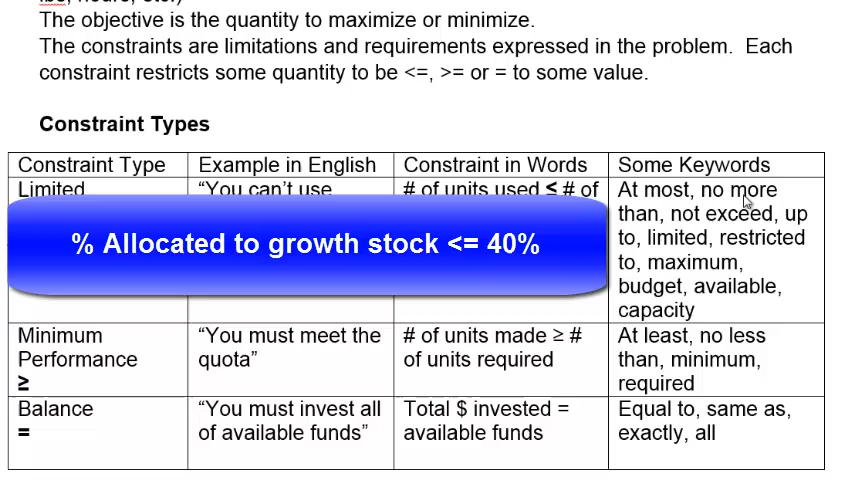 The objective is the quantity to maximize or minimize.
The constraints are limitations and requirements expressed in the problem.  Each
constraint restricts some quantity to be <=, >= or = to some value.
Constraint Types
Constraint Type
Example in English
Constraint in Words
Some Keywords
Limited
“You can’t use
# of units used ≤ # of
At most, no more
than, not exceed, up
to, limited, restricted
to, maximum,
budget, available,
capacity
% Allocated to growth stock <= 40%
Minimum
Performance
≥
“You must meet the
quota”
# of units made ≥ #
of units required
At least, no less
than, minimum,
required
Balance
=
“You must invest all
of available funds”
Total $ invested =
available funds
Equal to, same as,
exactly, all